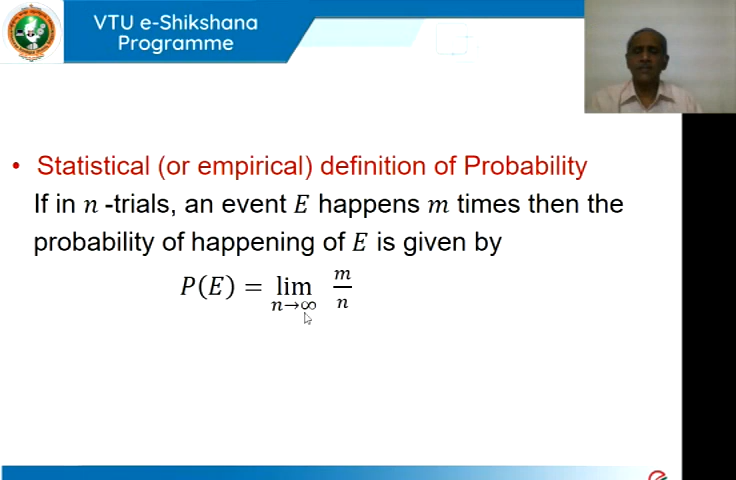 VTU e-Shikshana
Programme
• Statistical (or empirical) definition of Probability
If in n -trials, an event E happens m times then the
probability of happening of E is given by
P(E) = lim n→∞ m/n